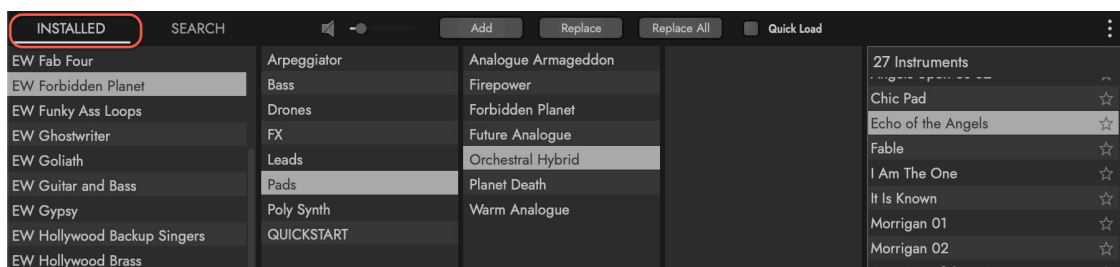 INSTALLED SEARCH Add Replace Replace All Quick Load
EW Fab Four
EW Forbidden Planet
EW Funky Ass Loops
EW Ghostwriter
EW Goliath
EW Guitar and Bass
EW Gypsy
EW Hollywood Backup Singers
EW Hollywood Brass
Arpeggiator
Bass
Drones
FX
Leads
Pads
Poly Synth
QUICKSTART
Analogue Armageddon
Firepower
Forbidden Planet
Future Analogue
Orchestral Hybrid
Planet Death
Warm Analogue
27 Instruments
Chic Pad
Echo of the Angels
Fable
I Am The One
It Is Known
Morrigan 01
Morrigan 02